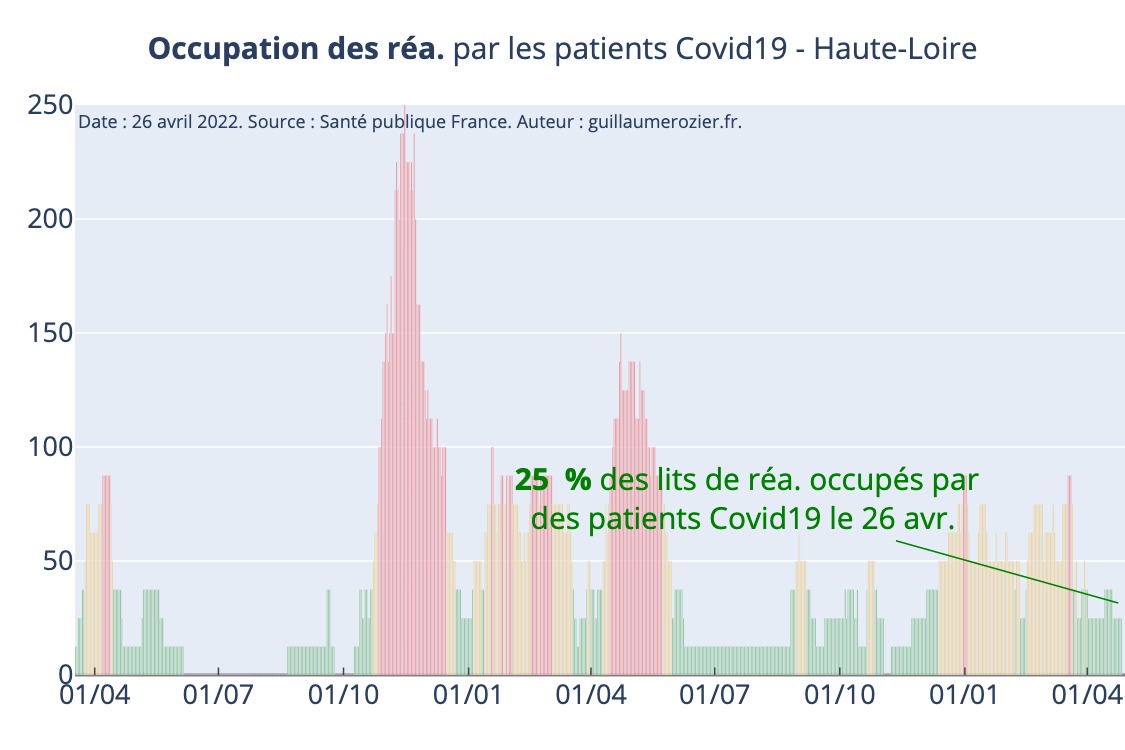 Occupation des réa. par les patients Covid19 - Haute-Loire
250
Date : 26 avril 2022. Source : Santé publique France. Auteur : guillaumerozier.fr.
200
150
100
25 % des lits de réa. occupés par
des patients Covid19 le 26 avr.
50
0
01/04 01/07 01/10 01/01 01/04 01/07 01/10 01/01 01/04